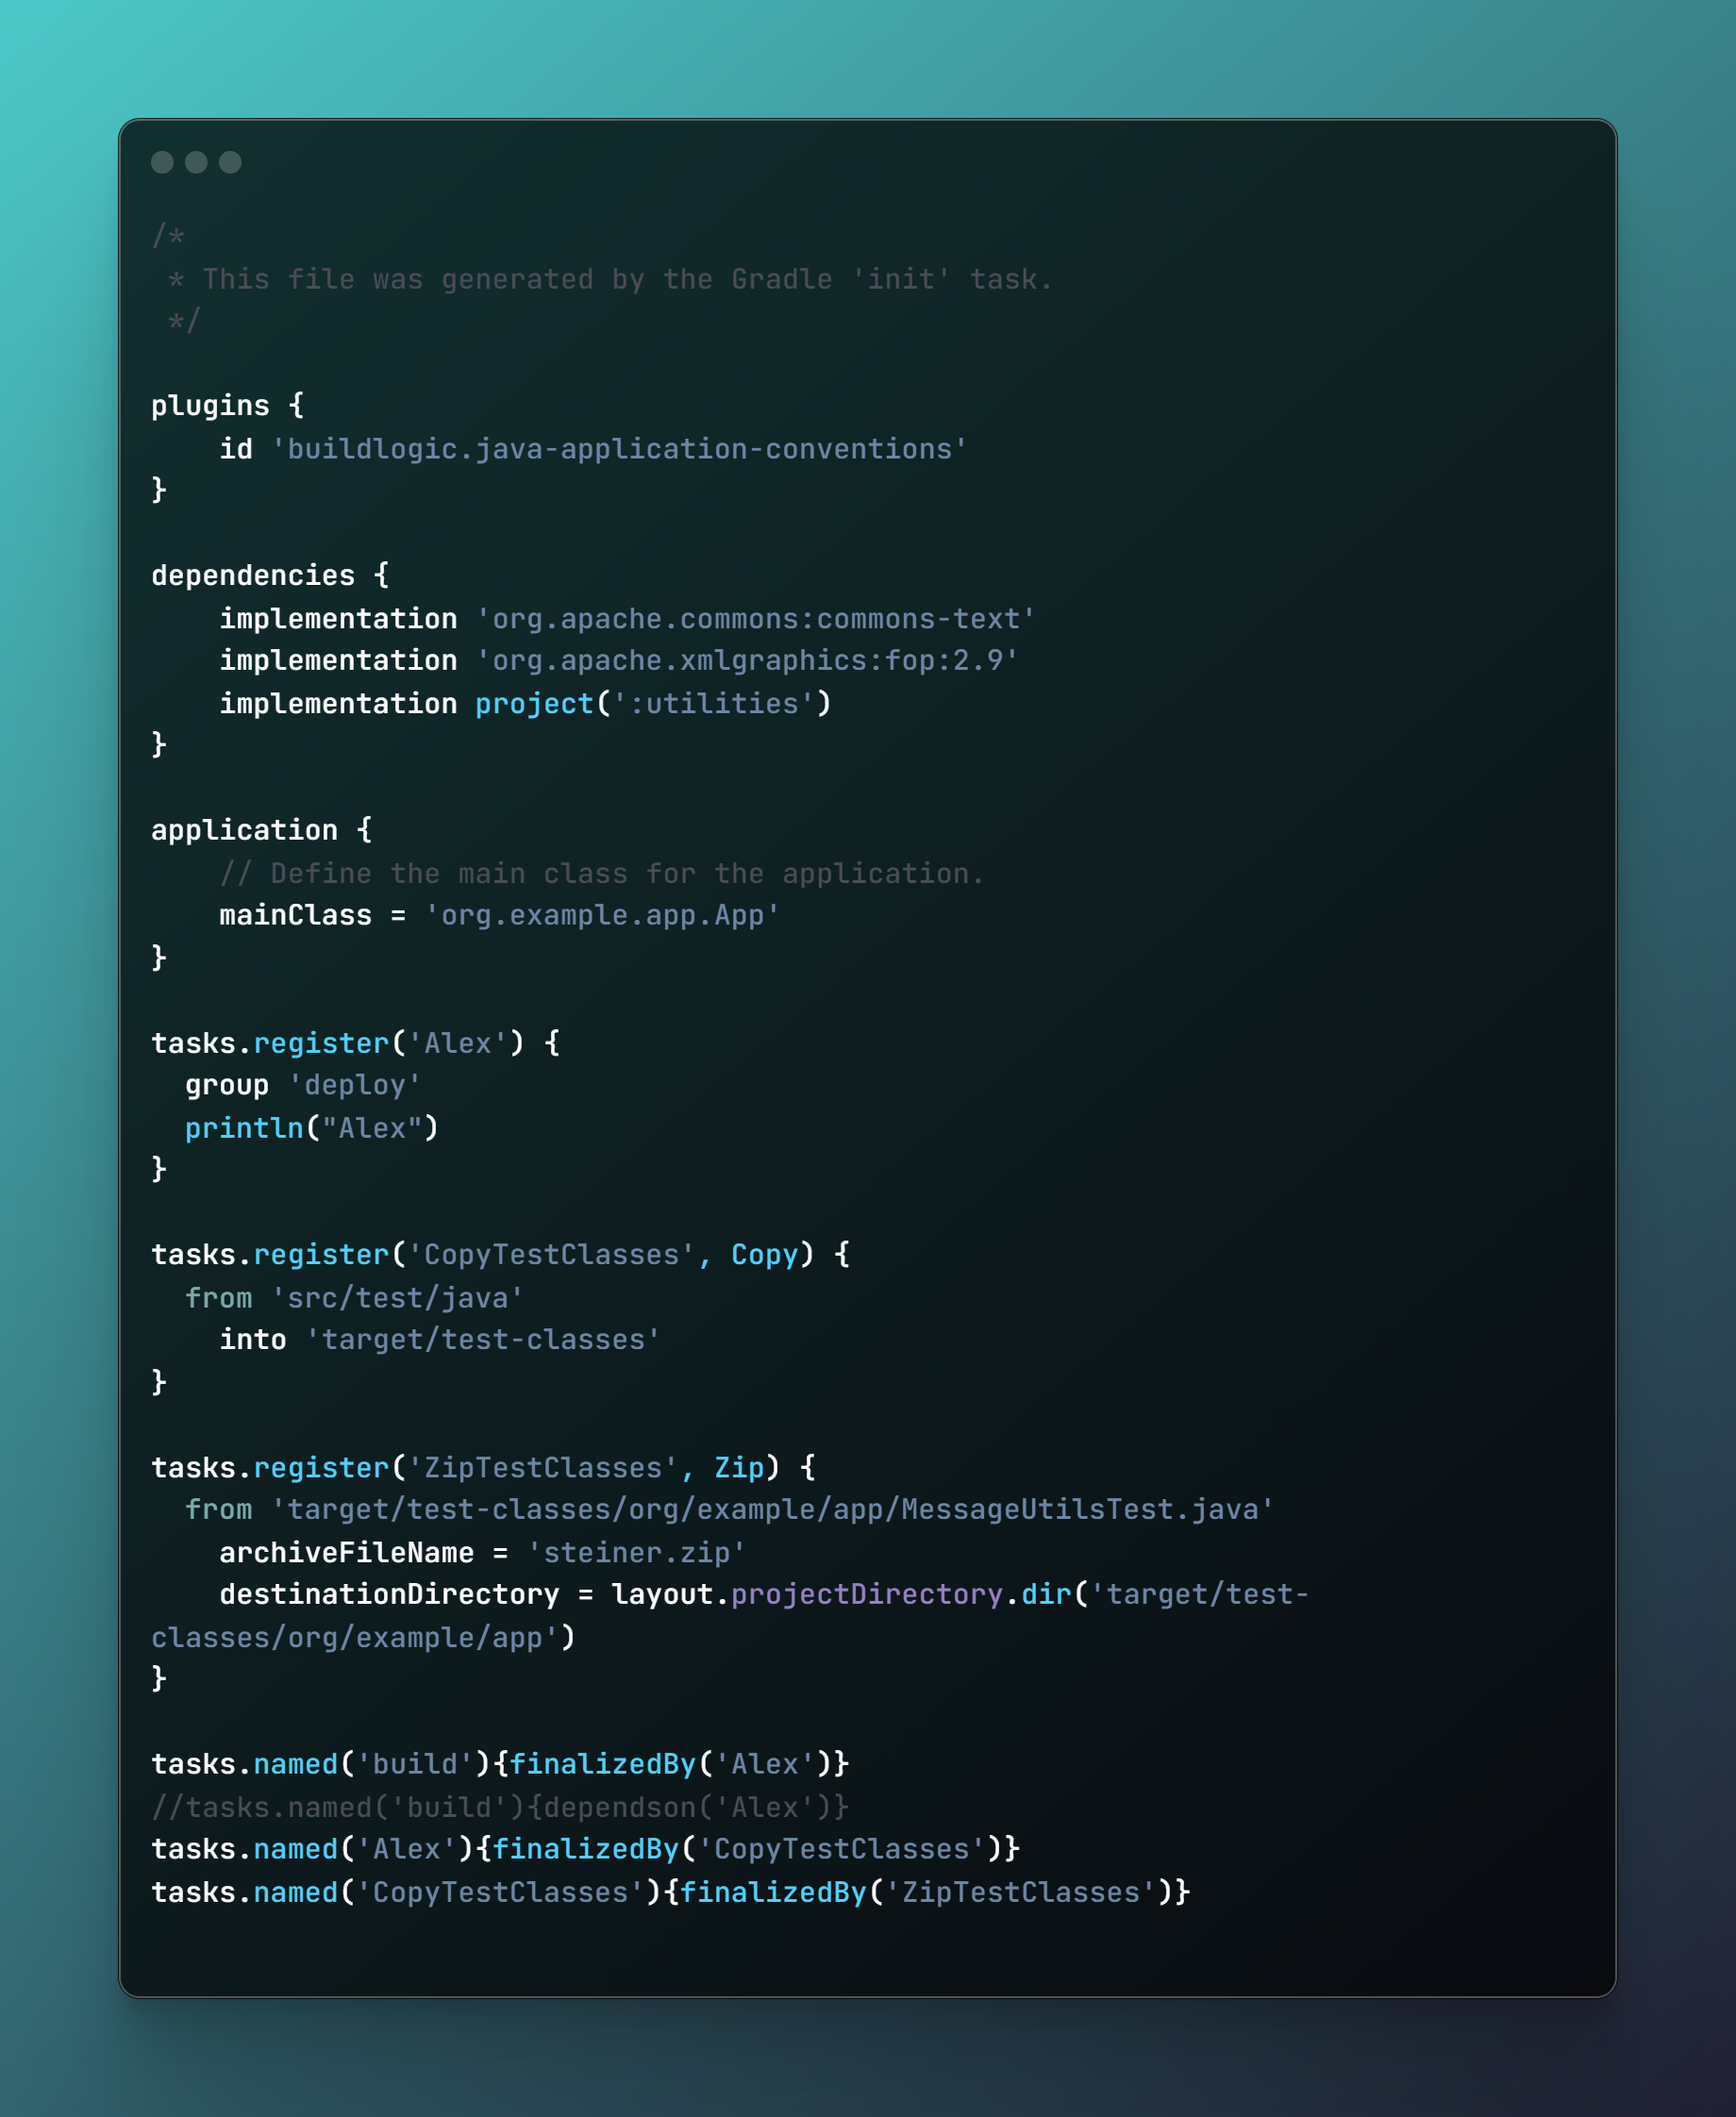 /*
 * This file was generated by the Gradle 'init' task.
 */

plugins {
    id 'buildlogic.java-application-conventions'
}

dependencies {
    implementation 'org.apache.commons:commons-text'
    implementation 'org.apache.xmlgraphics:fop:2.9'
    implementation project(':utilities')
}

application {
    // Define the main class for the application.
    mainClass = 'org.example.app.App'
}

tasks.register('Alex') {
  group 'deploy'
  println("Alex")
}

tasks.register('CopyTestClasses', Copy) {
  from 'src/test/java'
    into 'target/test-classes'
}

tasks.register('ZipTestClasses', Zip) {
  from 'target/test-classes/org/example/app/MessageUtilsTest.java'
    archiveFileName = 'steiner.zip'
    destinationDirectory = layout.projectDirectory.dir('target/test-
classes/org/example/app')
}

tasks.named('build'){finalizedBy('Alex')}
//tasks.named('build'){dependson('Alex')}
tasks.named('Alex'){finalizedBy('CopyTestClasses')}
tasks.named('CopyTestClasses'){finalizedBy('ZipTestClasses')}